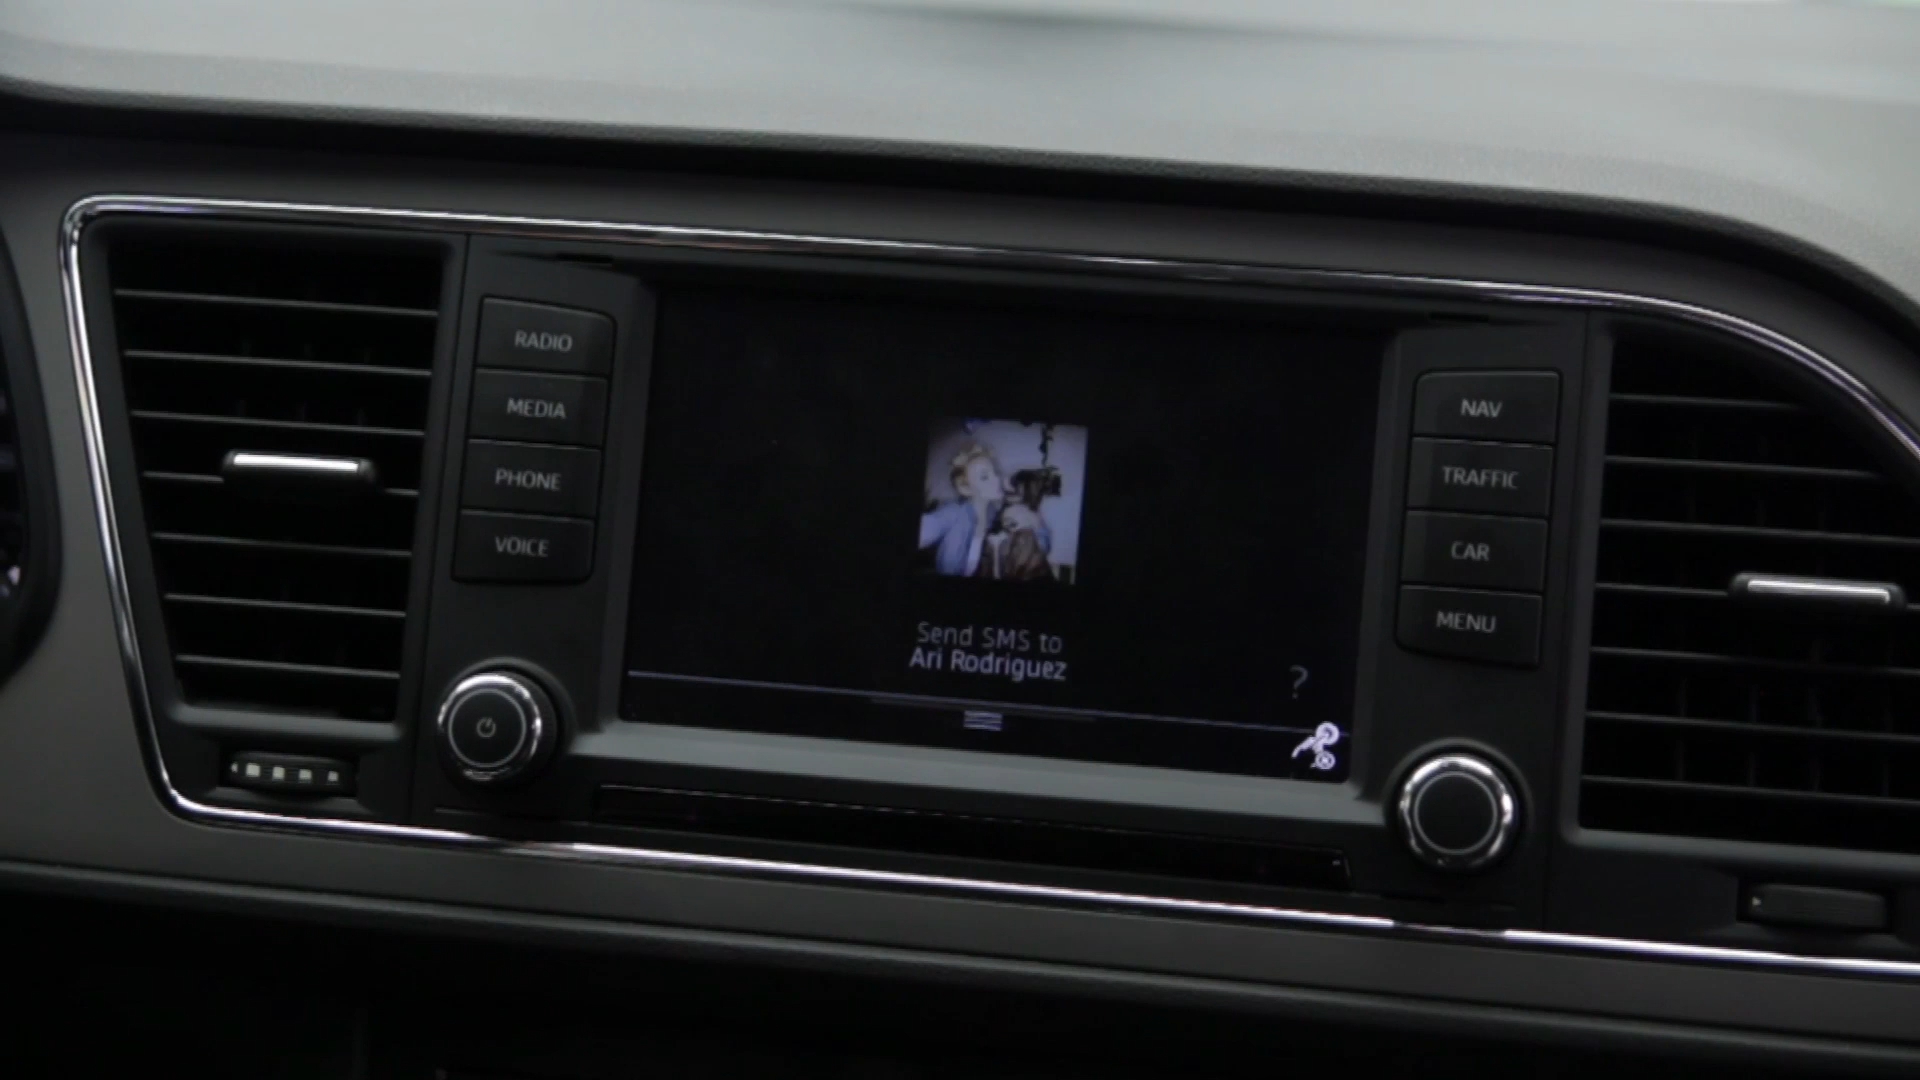 RADIO
MEDIA
PHONE
VOICE
Send SMS to
Ari Rodriguez
?
NAV
TRAFFIC
CAR
MENU